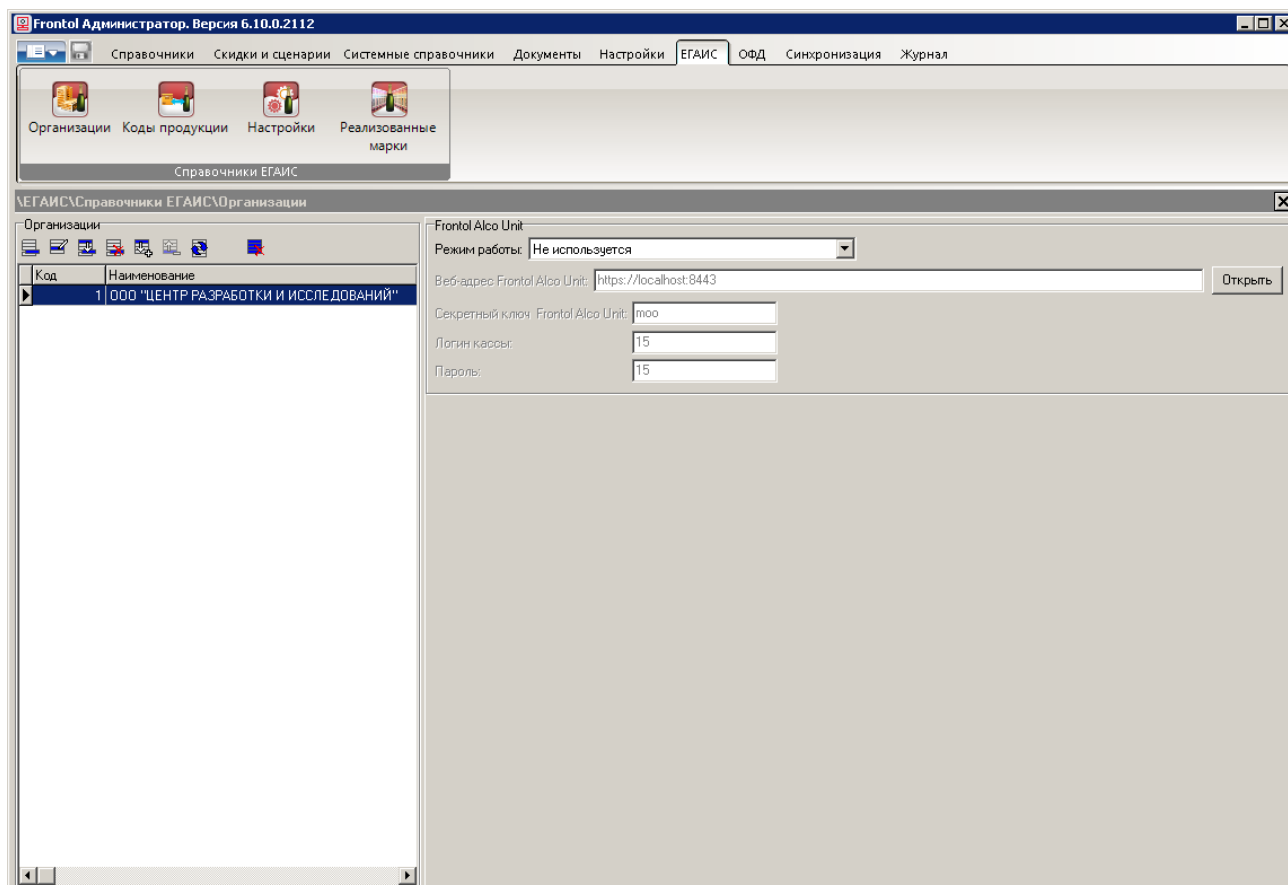 Frontol Администратор. Версия 6.10.0.2112
Справочники Скидки и сценарии Системные справочники Документы Настройки ЕГАИС ОФД Синхронизация Журнал
Организации Коды продукции Настройки Реализованные марки
Справочники ЕГАИС
\ЕГАИС\Справочники ЕГАИС\Организации
Организации
Код Наименование
1 ООО "ЦЕНТР РАЗРАБОТКИ И ИССЛЕДОВАНИЙ"
Frontol Alco Unit
Режим работы: Не используется
Веб-адрес Frontol Alco Unit: https://localhost:8443 Открыть
Секретный ключ Frontol Alco Unit: moo
Логин кассы: 15
Пароль: 15